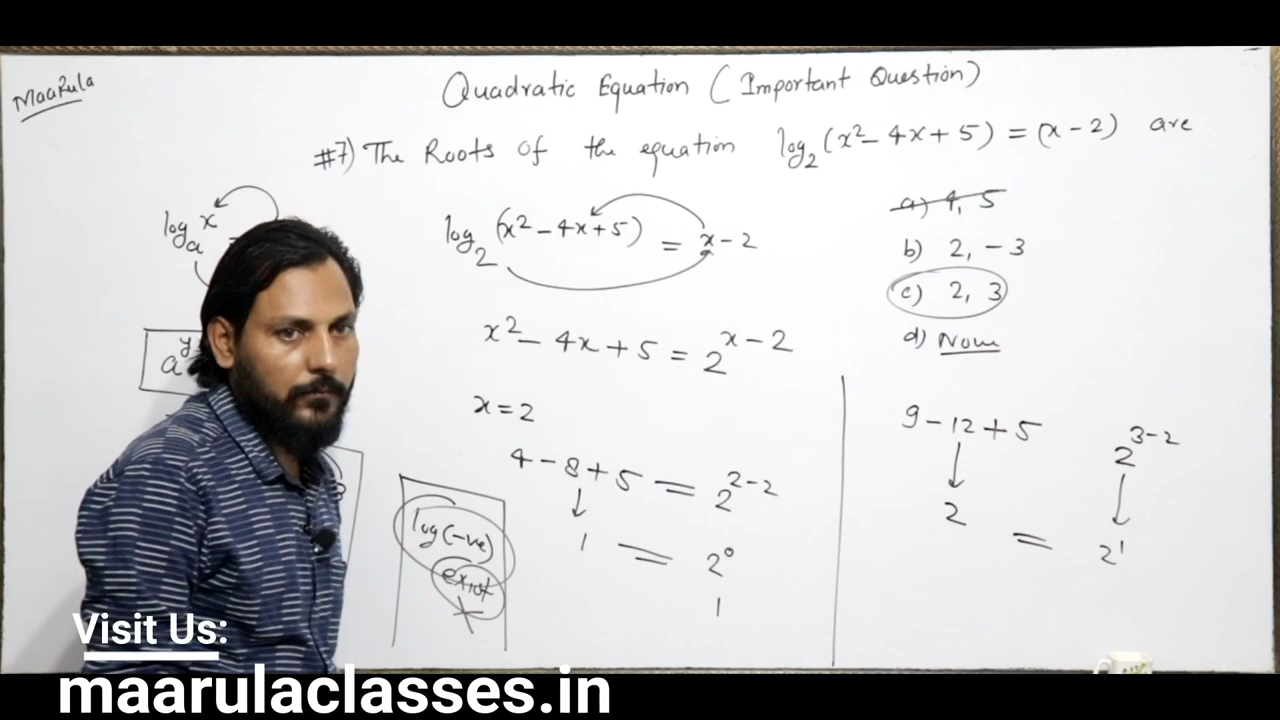 MaaRula
Quadratic Equation (Important Question)
#7) The Roots of the equation log₂(x² - 4x + 5) = (x - 2) are
logₐ x
log₂ (x² - 4x + 5) = x - 2
a) 4, 5
b) 2, -3
c) 2, 3
d) None
x² - 4x + 5 = 2^(x - 2)
a^y
x = 2
4 - 8 + 5 = 2^(2 - 2)
1 = 2⁰
1
9 - 12 + 5
2^(3 - 2)
2 = 2¹
log(-ve)
exist
Visit Us:
maarulaclasses.in